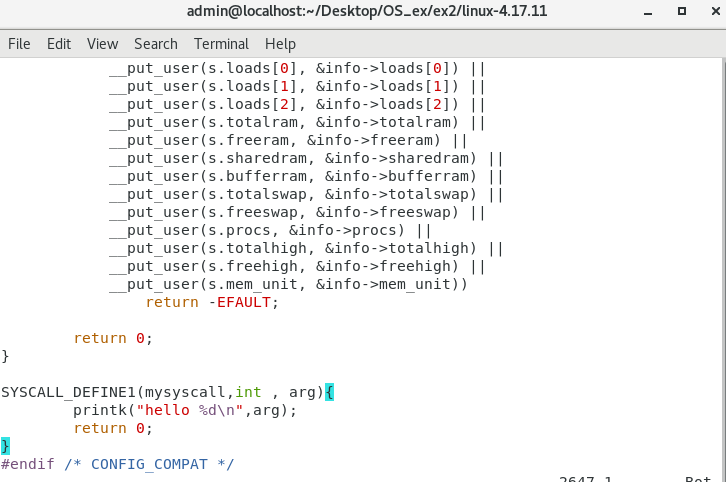 admin@localhost:~/Desktop/OS_ex/ex2/linux-4.17.11
File Edit View Search Terminal Help
            __put_user(s.loads[0], &info->loads[0]) ||
            __put_user(s.loads[1], &info->loads[1]) ||
            __put_user(s.loads[2], &info->loads[2]) ||
            __put_user(s.totalram, &info->totalram) ||
            __put_user(s.freeram, &info->freeram) ||
            __put_user(s.sharedram, &info->sharedram) ||
            __put_user(s.bufferram, &info->bufferram) ||
            __put_user(s.totalswap, &info->totalswap) ||
            __put_user(s.freeswap, &info->freeswap) ||
            __put_user(s.procs, &info->procs) ||
            __put_user(s.totalhigh, &info->totalhigh) ||
            __put_user(s.freehigh, &info->freehigh) ||
            __put_user(s.mem_unit, &info->mem_unit))
                return -EFAULT;
        return 0;
}
SYSCALL_DEFINE1(mysyscall,int , arg){
        printk("hello %d\n",arg);
        return 0;
}
#endif /* CONFIG_COMPAT */
2647,1 Bot